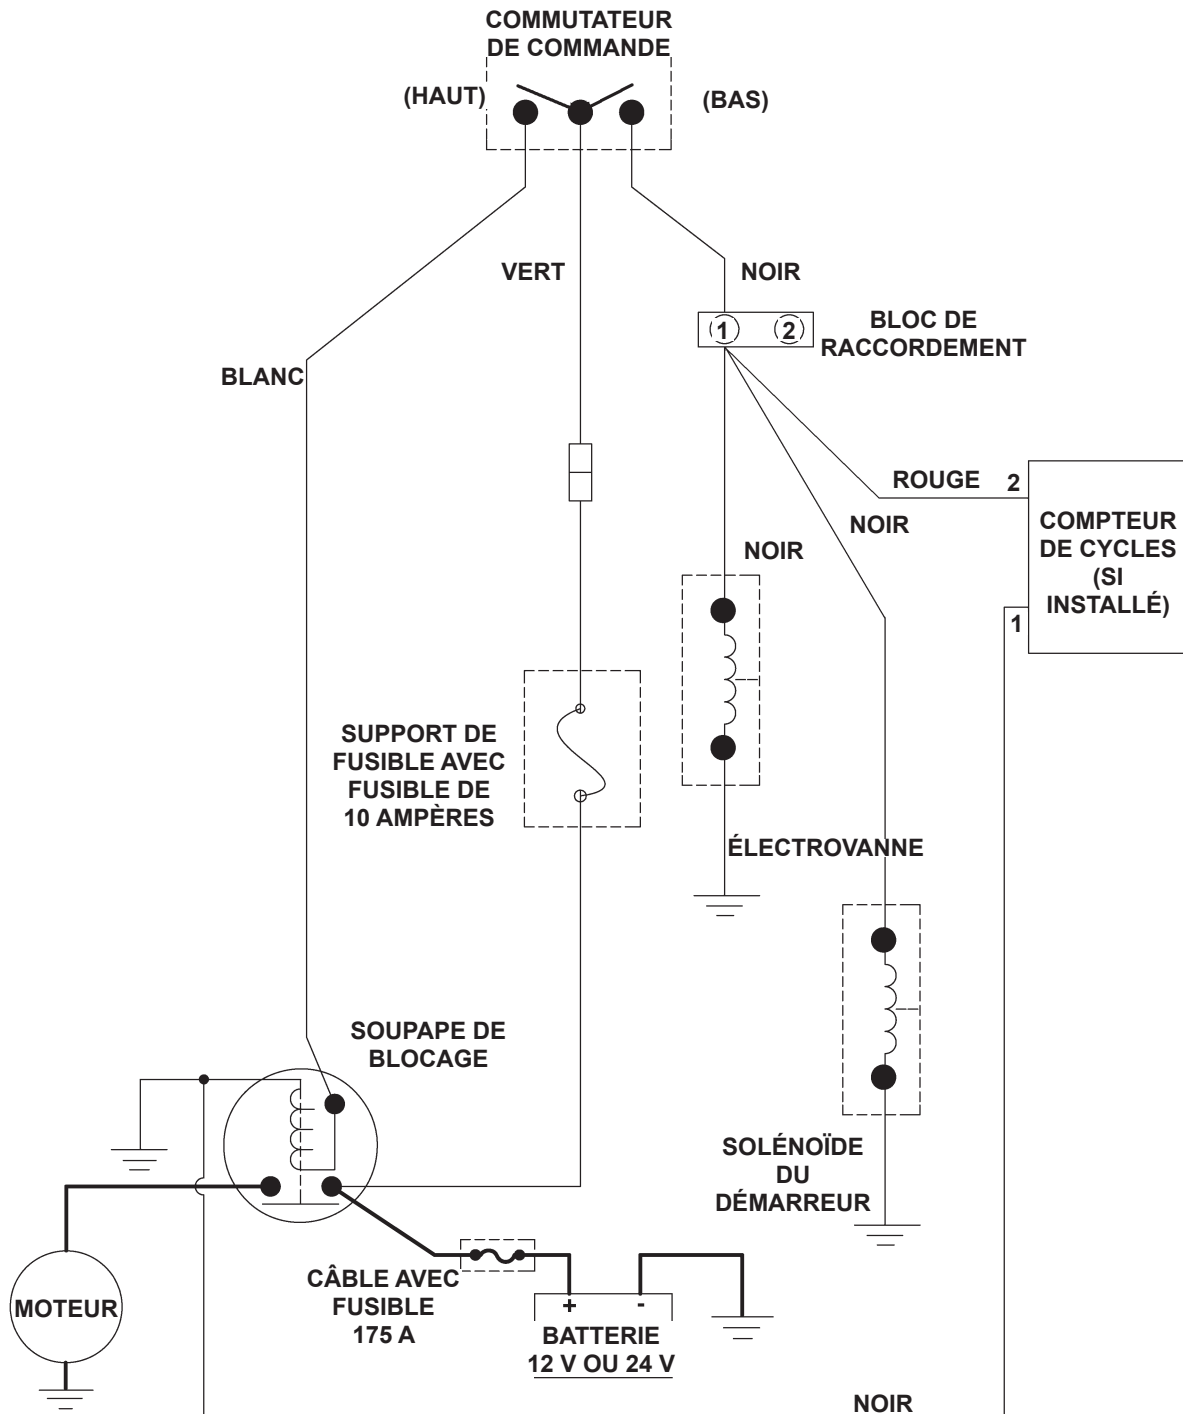 COMMUTATEUR
DE COMMANDE
(HAUT)
(BAS)
VERT
NOIR
1
2
BLOC DE
RACCORDEMENT
BLANC
ROUGE
2
NOIR
COMPTEUR
DE CYCLES
(SI
INSTALLÉ)
1
NOIR
SUPPORT DE
FUSIBLE AVEC
FUSIBLE DE
10 AMPÈRES
ÉLECTROVANNE
SOUPAPE DE
BLOCAGE
SOLÉNOÏDE
DU
DÉMARREUR
MOTEUR
CÂBLE AVEC
FUSIBLE
175 A
+
-
BATTERIE
12 V OU 24 V
NOIR